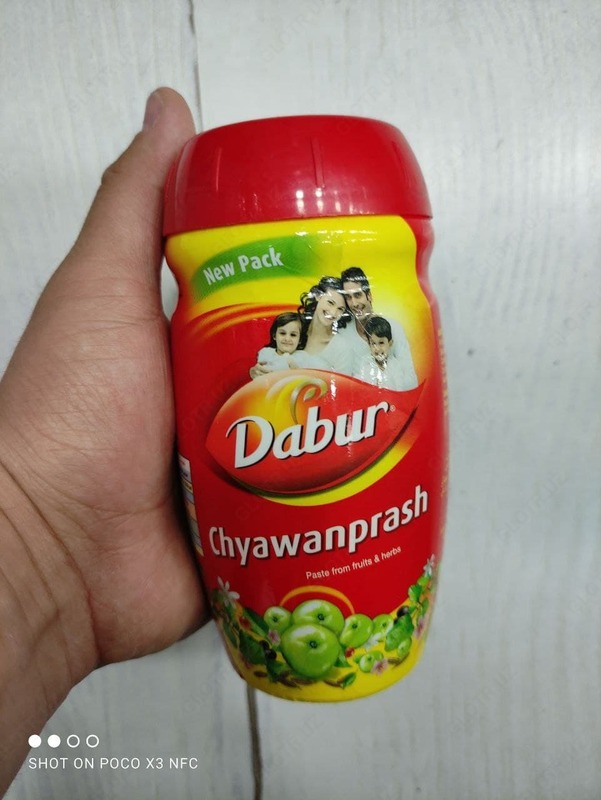 New Pack
Dabur
Chyawanprash
Paste from fruits & herbs
SHOT ON POCO X3 NFC